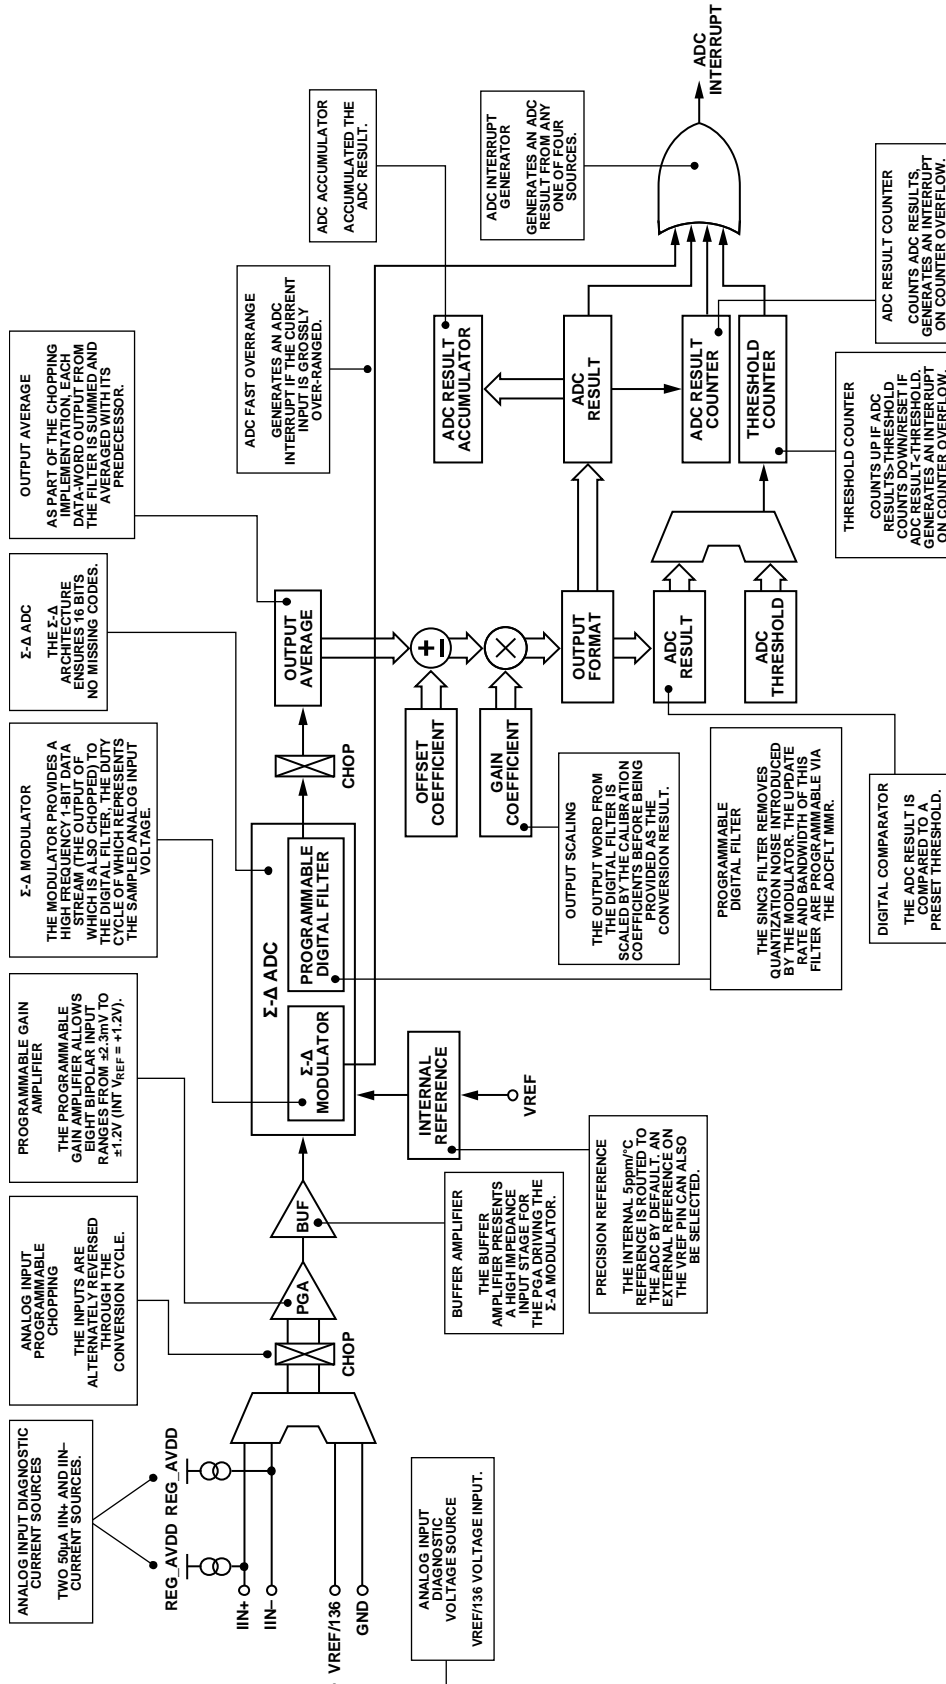 ANALOG INPUT DIAGNOSTIC
CURRENT SOURCES
TWO 50µA IIN+ AND IIN–
CURRENT SOURCES.
ANALOG INPUT
PROGRAMMABLE
CHOPPING
THE INPUTS ARE
ALTERNATELY REVERSED
THROUGH THE
CONVERSION CYCLE.
PROGRAMMABLE GAIN
AMPLIFIER
THE PROGRAMMABLE
GAIN AMPLIFIER ALLOWS
EIGHT BIPOLAR INPUT
RANGES FROM ±2.3mV TO
±1.2V (INT VREF = +1.2V).
Σ-Δ MODULATOR
THE MODULATOR PROVIDES A
HIGH FREQUENCY 1-BIT DATA
STREAM (THE OUTPUT OF
WHICH IS ALSO CHOPPED) TO
THE DIGITAL FILTER, THE DUTY
CYCLE OF WHICH REPRESENTS
THE SAMPLED ANALOG INPUT
VOLTAGE.
Σ-Δ ADC
THE Σ-Δ
ARCHITECTURE
ENSURES 16 BITS
NO MISSING CODES.
OUTPUT AVERAGE
AS PART OF THE CHOPPING
IMPLEMENTATION, EACH
DATA-WORD OUTPUT FROM
THE FILTER IS SUMMED AND
AVERAGED WITH ITS
PREDECESSOR.
ADC FAST OVERRANGE
GENERATES AN ADC
INTERRUPT IF THE CURRENT
INPUT IS GROSSLY
OVER-RANGED.
ADC ACCUMULATOR
ACCUMULATED THE
ADC RESULT.
ADC INTERRUPT
GENERATOR
GENERATES AN ADC
RESULT FROM ANY
ONE OF FOUR
SOURCES.
REG_AVDD
REG_AVDD
IIN+
IIN–
VREF/136
GND
CHOP
PGA
BUF
Σ-Δ ADC
Σ-Δ
MODULATOR
PROGRAMMABLE
DIGITAL FILTER
CHOP
OUTPUT
AVERAGE
INTERNAL
REFERENCE
VREF
OFFSET
COEFFICIENT
GAIN
COEFFICIENT
OUTPUT
FORMAT
ADC RESULT
ACCUMULATOR
ADC
RESULT
ADC RESULT
COUNTER
THRESHOLD
COUNTER
ADC
RESULT
ADC
THRESHOLD
ADC
INTERRUPT
ANALOG INPUT
DIAGNOSTIC
VOLTAGE SOURCE
VREF/136 VOLTAGE INPUT.
BUFFER AMPLIFIER
THE BUFFER
AMPLIFIER PRESENTS
A HIGH IMPEDANCE
INPUT STAGE FOR
THE PGA DRIVING THE
Σ-Δ MODULATOR.
PRECISION REFERENCE
THE INTERNAL 5ppm/°C
REFERENCE IS ROUTED TO
THE ADC BY DEFAULT. AN
EXTERNAL REFERENCE ON
THE VREF PIN CAN ALSO
BE SELECTED.
OUTPUT SCALING
THE OUTPUT WORD FROM
THE DIGITAL FILTER IS
SCALED BY THE CALIBRATION
COEFFICIENTS BEFORE BEING
PROVIDED AS THE
CONVERSION RESULT.
PROGRAMMABLE
DIGITAL FILTER
THE SINC3 FILTER REMOVES
QUANTIZATION NOISE INTRODUCED
BY THE MODULATOR. THE UPDATE
RATE AND BANDWIDTH OF THIS
FILTER ARE PROGRAMMABLE VIA
THE ADCFLT MMR.
DIGITAL COMPARATOR
THE ADC RESULT IS
COMPARED TO A
PRESET THRESHOLD.
THRESHOLD COUNTER
COUNTS UP IF ADC
RESULTS>THRESHOLD
COUNTS DOWN/RESET IF
ADC RESULT<THRESHOLD.
GENERATES AN INTERRUPT
ON COUNTER OVERFLOW.
ADC RESULT COUNTER
COUNTS ADC RESULTS,
GENERATES AN INTERRUPT
ON COUNTER OVERFLOW.